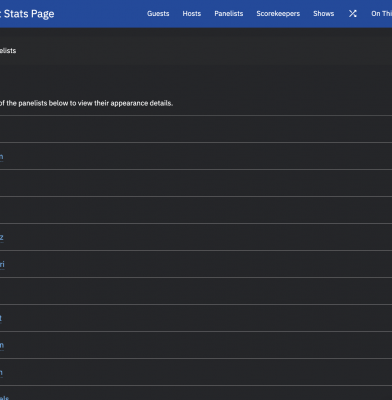 t Stats Page Guests Hosts Panelists Scorekeepers Shows On Thi
elists
of the panelists below to view their appearance details.
n
z
ri
t
n
n
els